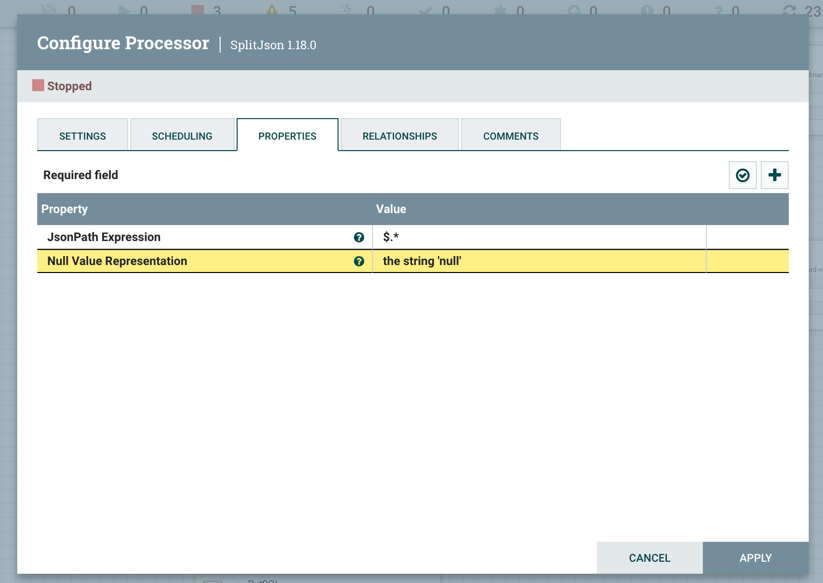 0 0 3 5 0 0 0 0 0 ? 0 23
Configure Processor | SplitJson 1.18.0
Stopped
SETTINGS SCHEDULING PROPERTIES RELATIONSHIPS COMMENTS
Required field
Property Value
JsonPath Expression $.*
Null Value Representation the string 'null'
CANCEL APPLY